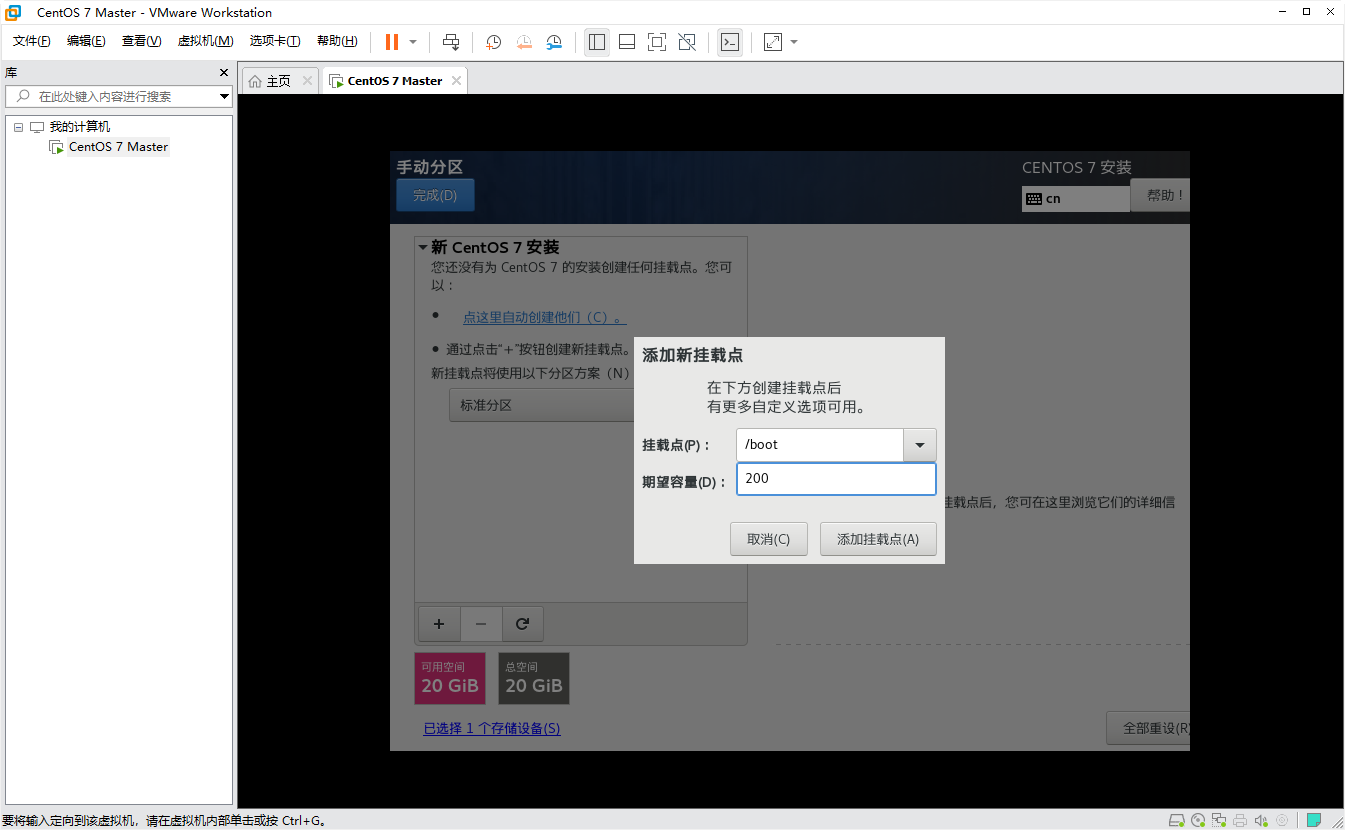 CentOS 7 Master - VMware Workstation
文件(F) 编辑(E) 查看(V) 虚拟机(M) 选项卡(T) 帮助(H)
库
在此处键入内容进行搜索
我的计算机
CentOS 7 Master
主页
CentOS 7 Master
手动分区
完成(D)
CENTOS 7 安装
cn
帮助！
新 CentOS 7 安装
您还没有为 CentOS 7 的安装创建任何挂载点。您可
以：
点这里自动创建他们（C）。
通过点击“+”按钮创建新挂载点。
新挂载点将使用以下分区方案（N）
标准分区
添加新挂载点
在下方创建挂载点后
有更多自定义选项可用。
挂载点(P)：
/boot
期望容量(D)：
200
取消(C)
添加挂载点(A)
挂载点后，您可在这里浏览它们的详细信
可用空间
20 GiB
总空间
20 GiB
已选择 1 个存储设备(S)
全部重设(R)
要将输入定向到该虚拟机，请在虚拟机内部单击或按 Ctrl+G。